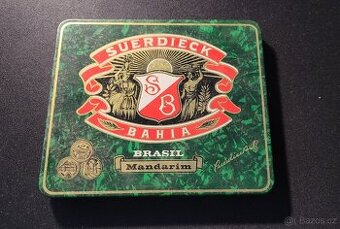 SUERDIECK
S
B
BAHIA
BRASIL
Mandarim
Bazos.cz